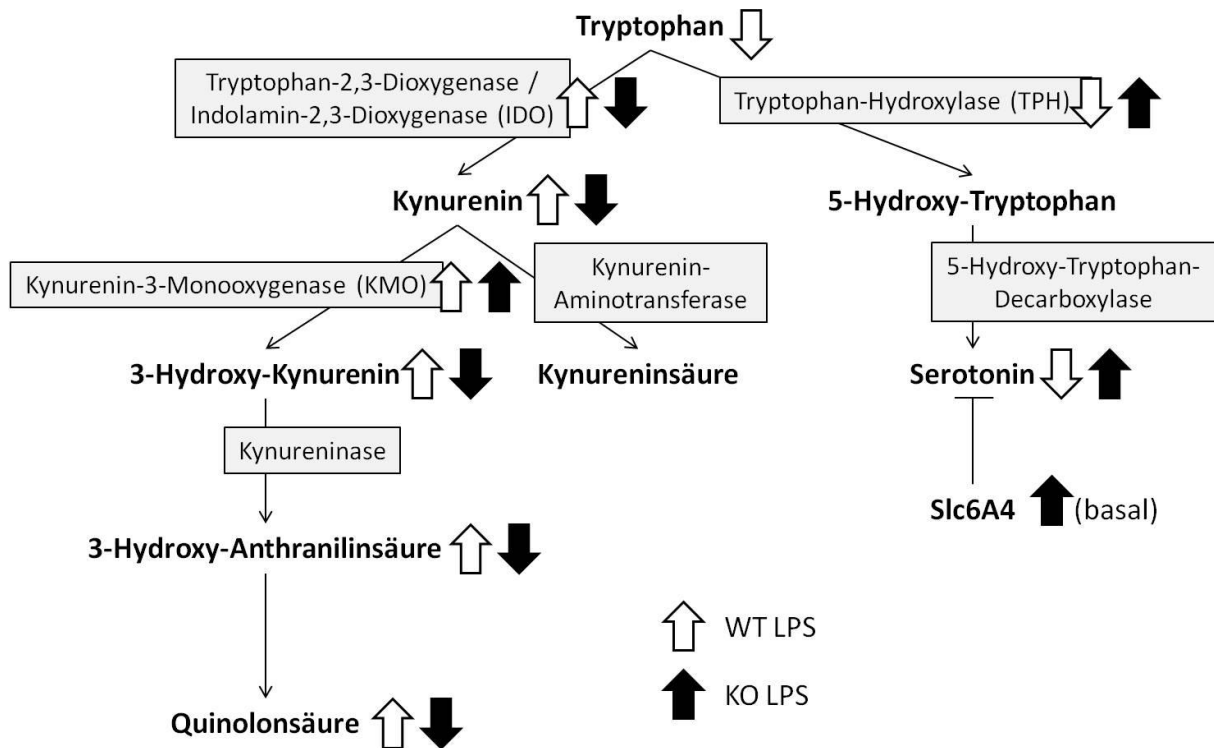 Tryptophan
Tryptophan-2,3-Dioxygenase /
Indolamin-2,3-Dioxygenase (IDO)
Tryptophan-Hydroxylase (TPH)
Kynurenin
5-Hydroxy-Tryptophan
Kynurenin-3-Monooxygenase (KMO)
Kynurenin-
Aminotransferase
5-Hydroxy-Tryptophan-
Decarboxylase
3-Hydroxy-Kynurenin
Kynureninsäure
Serotonin
Kynureninase
Slc6A4
(basal)
3-Hydroxy-Anthranilinsäure
WT LPS
KO LPS
Quinolonsäure